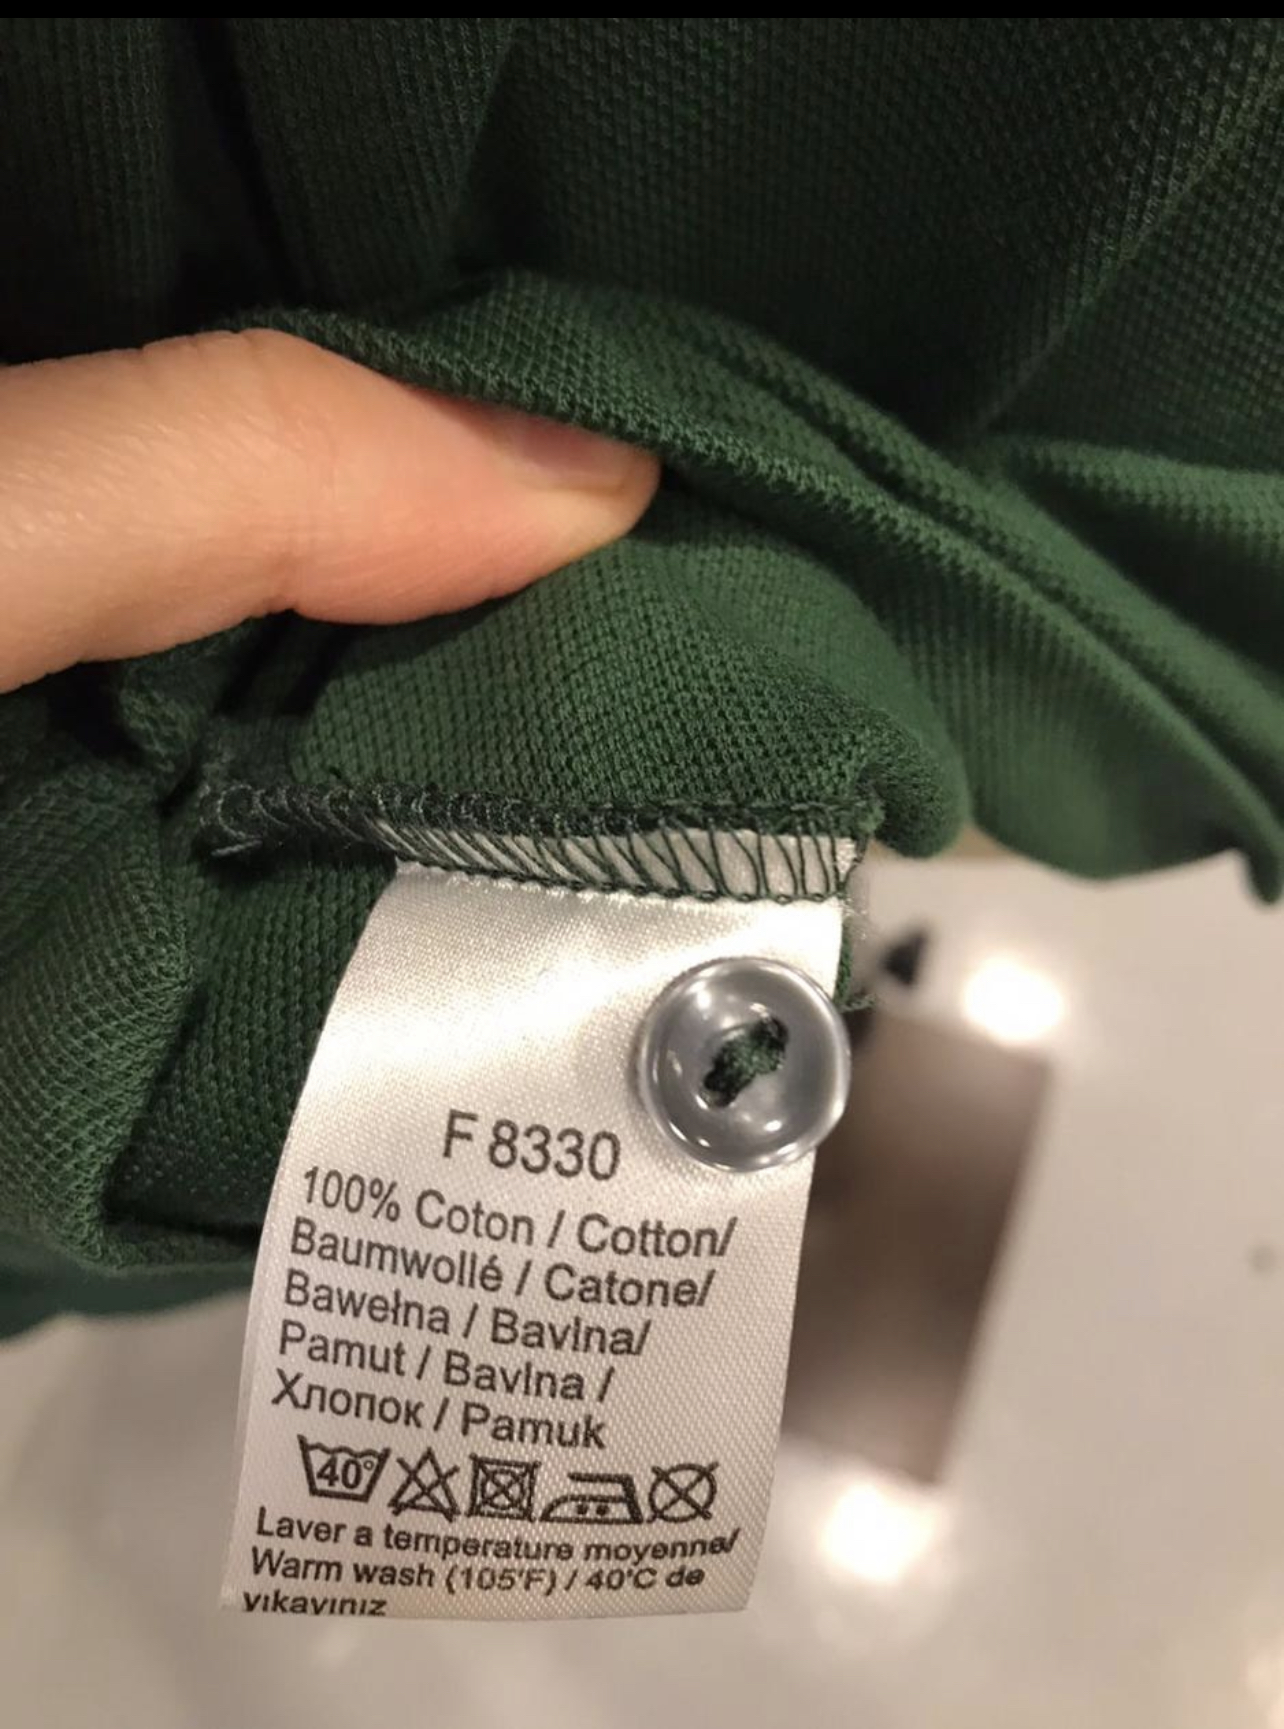 F 8330
100% Coton / Cotton/
Baumwollé / Catone/
Bawełna / Bavlna/
Pamut / Bavlna /
Хлопок / Pamuk
40°
Laver a temperature moyenne/
Warm wash (105'F) / 40'C de
yıkayınız